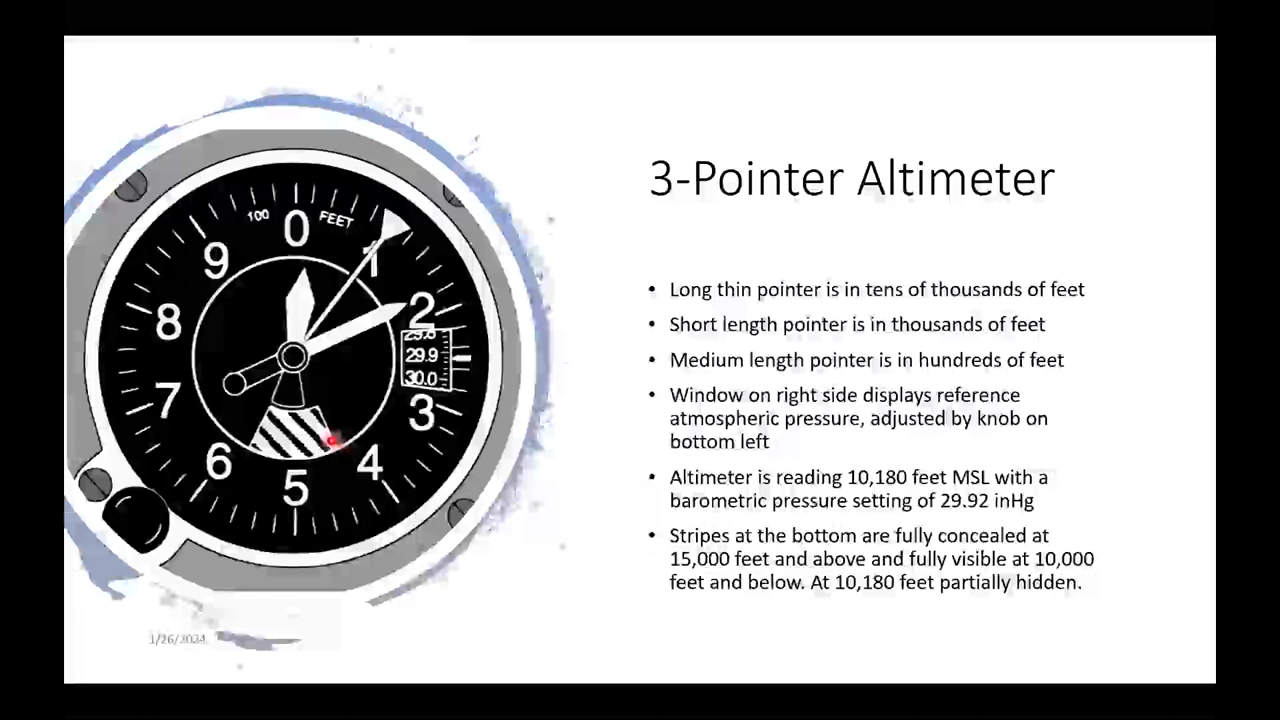 3-Pointer Altimeter
100 FEET
0
1
2
3
4
5
6
7
8
9
29.8
29.9
30.0
• Long thin pointer is in tens of thousands of feet
• Short length pointer is in thousands of feet
• Medium length pointer is in hundreds of feet
• Window on right side displays reference
atmospheric pressure, adjusted by knob on
bottom left
• Altimeter is reading 10,180 feet MSL with a
barometric pressure setting of 29.92 inHg
• Stripes at the bottom are fully concealed at
15,000 feet and above and fully visible at 10,000
feet and below. At 10,180 feet partially hidden.
1/26/2024